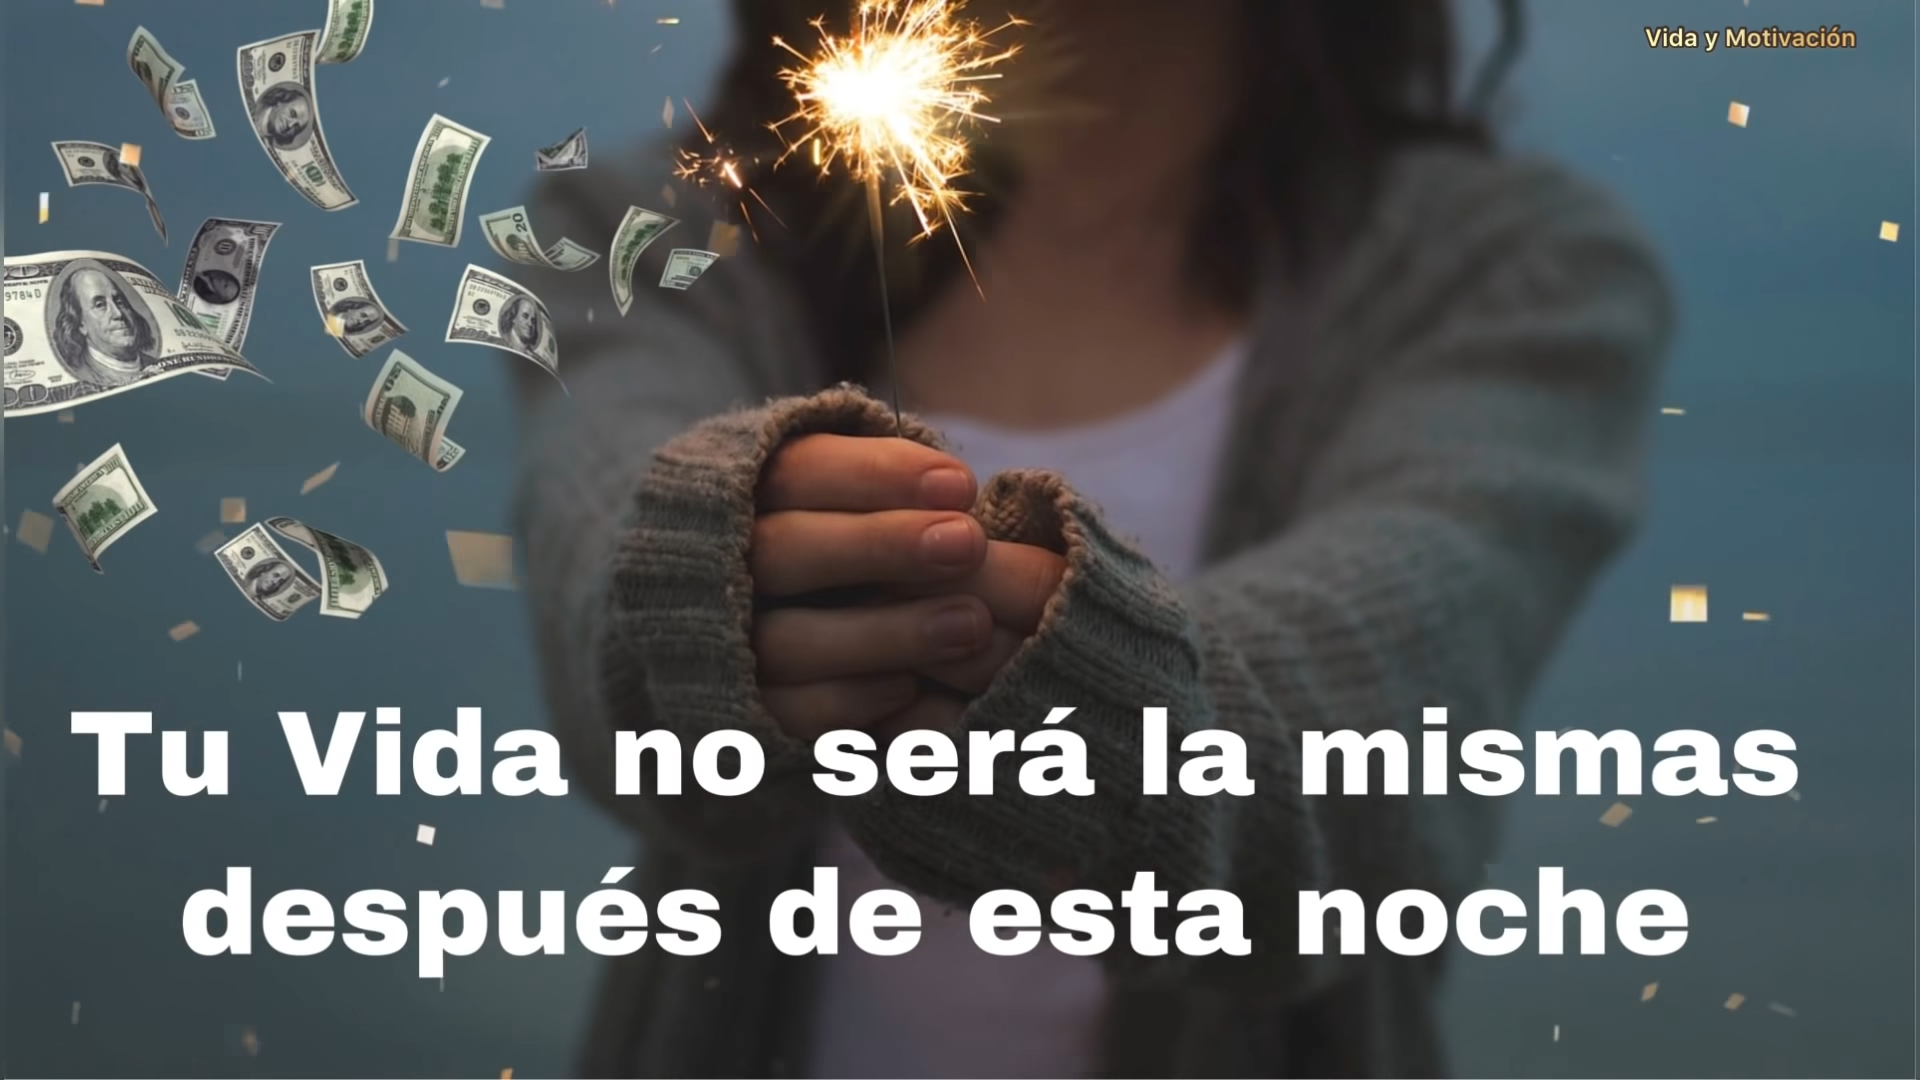 Vida y Motivación
Tu Vida no será la mismas
después de esta noche